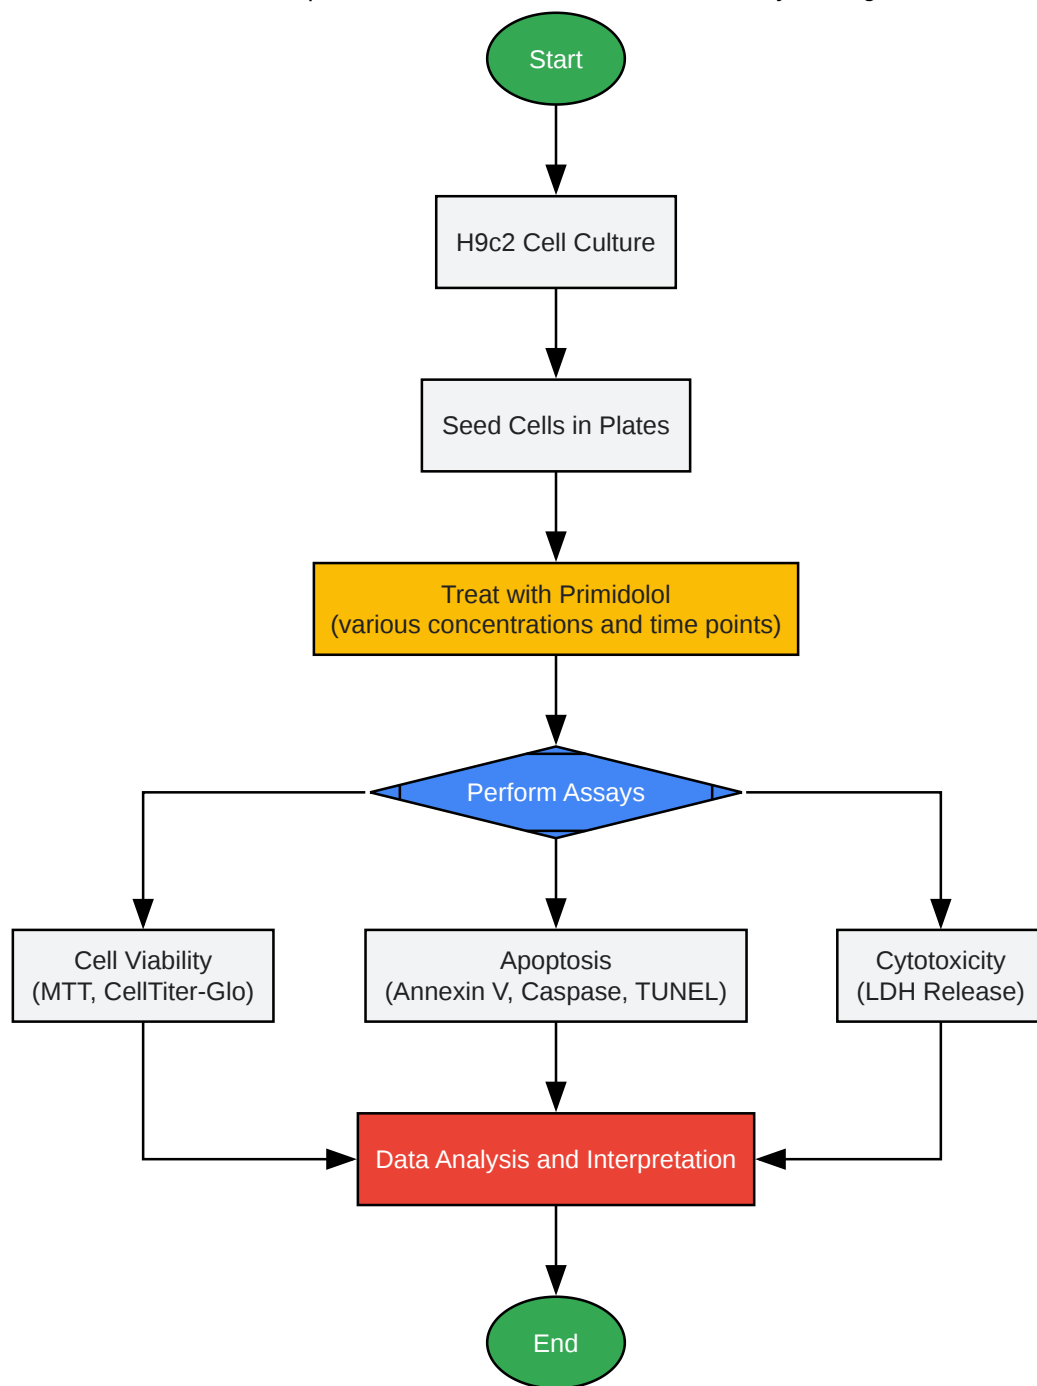 Start
H9c2 Cell Culture
Seed Cells in Plates
Treat with Primidolol
(various concentrations and time points)
Perform Assays
Cell Viability
(MTT, CellTiter-Glo)
Apoptosis
(Annexin V, Caspase, TUNEL)
Cytotoxicity
(LDH Release)
Data Analysis and Interpretation
End